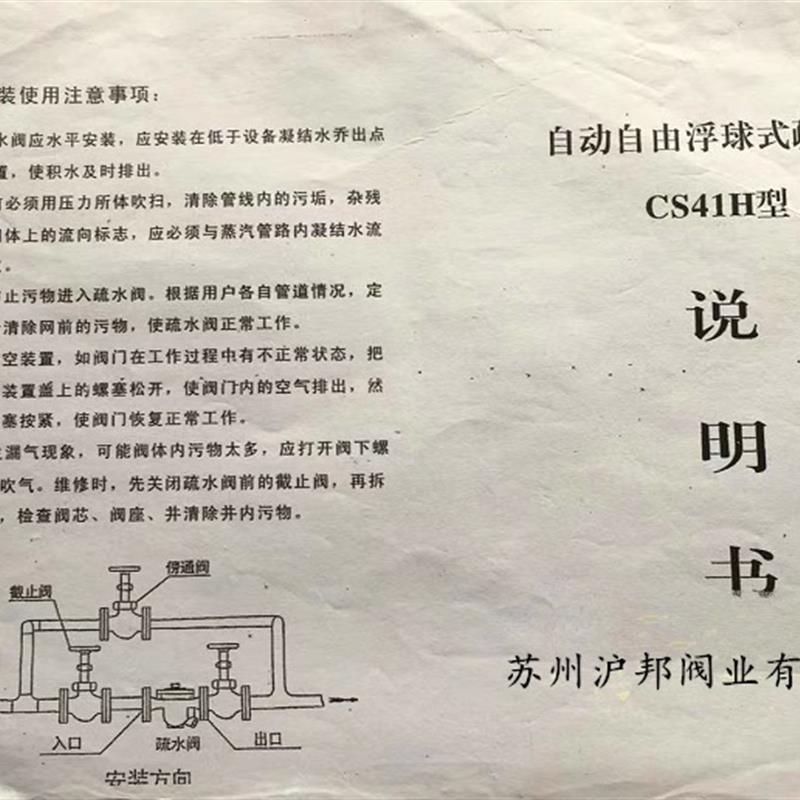 装使用注意事项：
水阀应水平安装，应安装在低于设备凝结水乔出点
置，使积水及时排出。
必须用压力所体吹扫，清除管线内的污垢，杂残
体上的流向标志，应必须与蒸汽管路内凝结水流
。
止污物进入疏水阀。根据用户各自管道情况，定
清除网前的污物，使疏水阀正常工作。
空装置，如阀门在工作过程中有不正常状态，把
装置盖上的螺塞松开，使阀门内的空气排出，然
塞按紧，使阀门恢复正常工作。
漏气现象，可能阀体内污物太多，应打开阀下螺
吹气。维修时，先关闭疏水阀前的截止阀，再拆
，检查阀芯、阀座、井清除井内污物。
傍通阀
截止阀
入口
疏水阀
出口
安装方向
自动自由浮球式
CS41H型
说
明
书
苏州沪邦阀业有